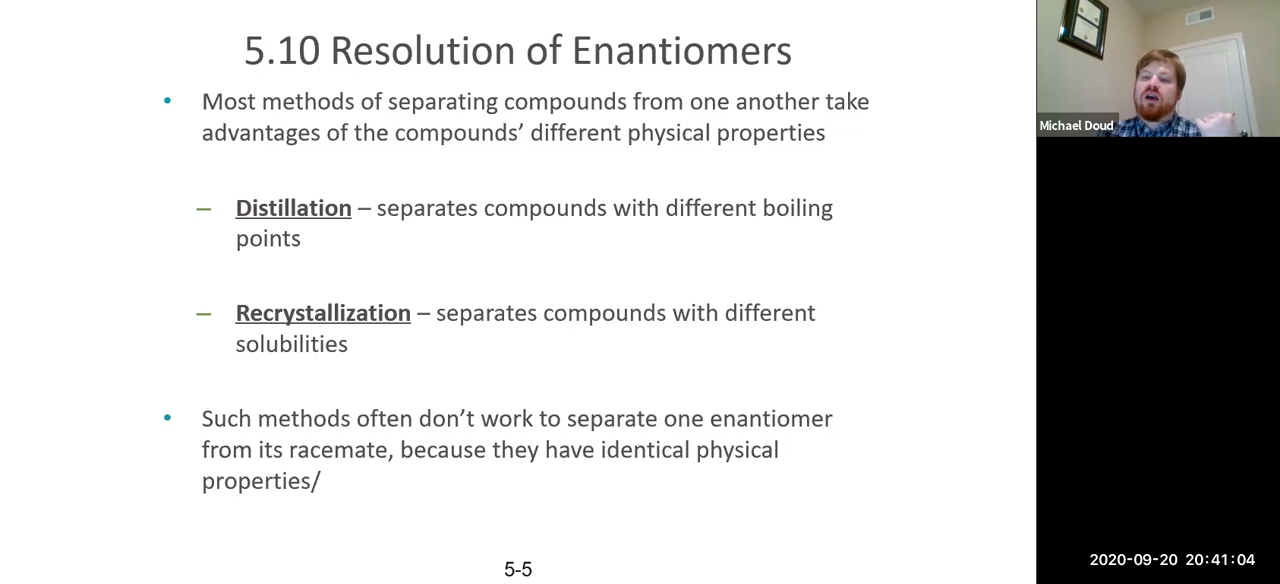 5.10 Resolution of Enantiomers
• Most methods of separating compounds from one another take
advantages of the compounds’ different physical properties
– Distillation – separates compounds with different boiling
points
– Recrystallization – separates compounds with different
solubilities
• Such methods often don’t work to separate one enantiomer
from its racemate, because they have identical physical
properties/
5-5
Michael Doud
2020-09-20 20:41:04